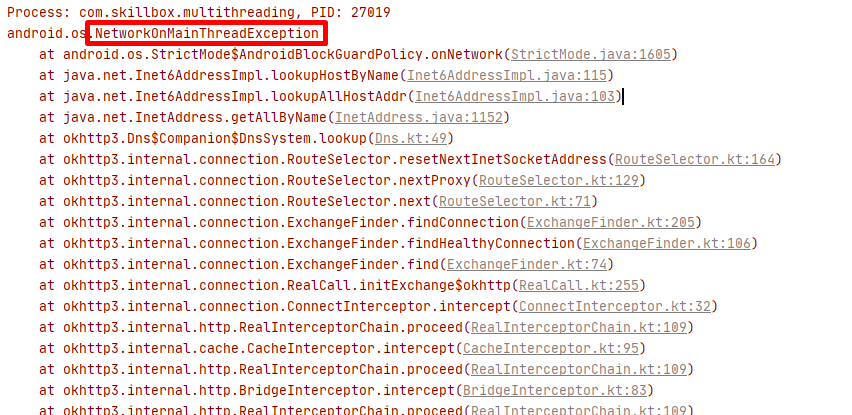 Process: com.skillbox.multithreading, PID: 27019
android.os.NetworkOnMainThreadException
at android.os.StrictMode$AndroidBlockGuardPolicy.onNetwork(StrictMode.java:1605)
at java.net.Inet6AddressImpl.lookupHostByName(Inet6AddressImpl.java:115)
at java.net.Inet6AddressImpl.lookupAllHostAddr(Inet6AddressImpl.java:103)
at java.net.InetAddress.getAllByName(InetAddress.java:1152)
at okhttp3.Dns$Companion$DnsSystem.lookup(Dns.kt:49)
at okhttp3.internal.connection.RouteSelector.resetNextInetSocketAddress(RouteSelector.kt:164)
at okhttp3.internal.connection.RouteSelector.nextProxy(RouteSelector.kt:129)
at okhttp3.internal.connection.RouteSelector.next(RouteSelector.kt:71)
at okhttp3.internal.connection.ExchangeFinder.findConnection(ExchangeFinder.kt:205)
at okhttp3.internal.connection.ExchangeFinder.findHealthyConnection(ExchangeFinder.kt:106)
at okhttp3.internal.connection.ExchangeFinder.find(ExchangeFinder.kt:74)
at okhttp3.internal.connection.RealCall.initExchange$okhttp(RealCall.kt:255)
at okhttp3.internal.connection.ConnectInterceptor.intercept(ConnectInterceptor.kt:32)
at okhttp3.internal.http.RealInterceptorChain.proceed(RealInterceptorChain.kt:109)
at okhttp3.internal.cache.CacheInterceptor.intercept(CacheInterceptor.kt:95)
at okhttp3.internal.http.RealInterceptorChain.proceed(RealInterceptorChain.kt:109)
at okhttp3.internal.http.BridgeInterceptor.intercept(BridgeInterceptor.kt:83)
at okhttp3.internal.http.RealInterceptorChain.proceed(RealInterceptorChain.kt:109)